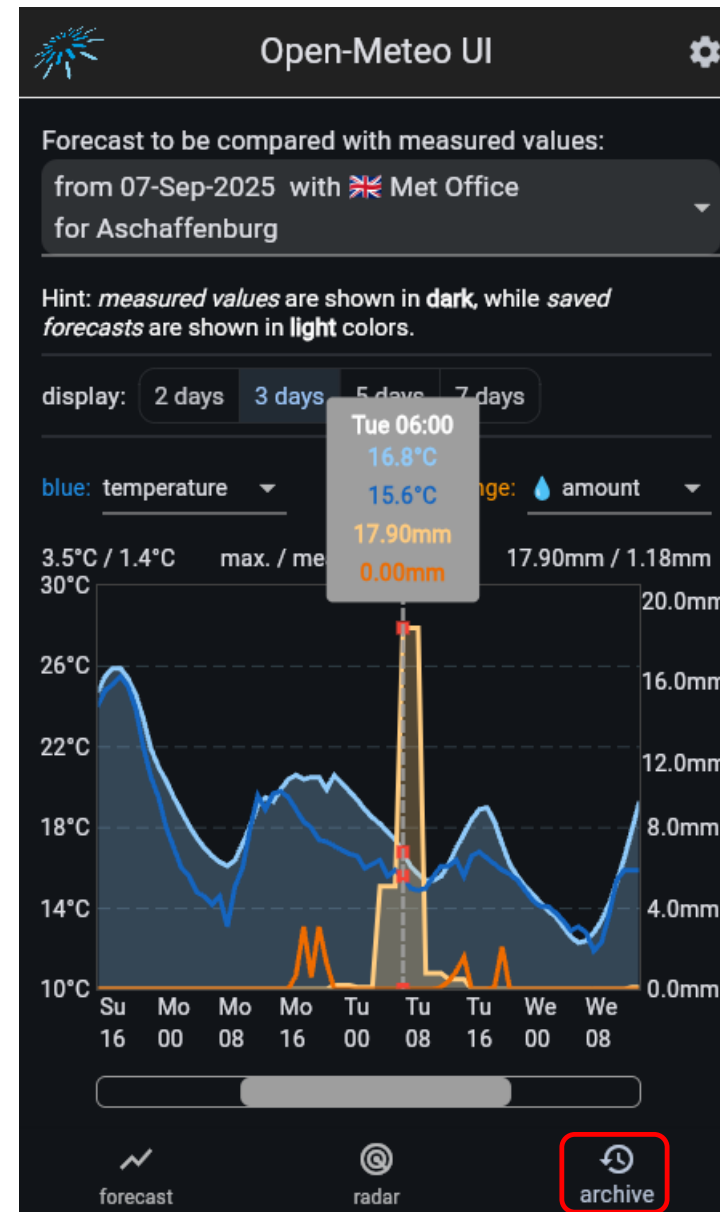 Open-Meteo UI
Forecast to be compared with measured values:
from 07-Sep-2025 with 🇬🇧 Met Office
for Aschaffenburg
Hint: measured values are shown in dark, while saved
forecasts are shown in light colors.
display: 2 days 3 days 5 days 7 days
Tue 06:00
16.8°C
15.6°C
17.90mm
0.00mm
blue: temperature nge: 💧 amount
3.5°C / 1.4°C max. / me 17.90mm / 1.18mm
30°C 20.0mm
26°C 16.0mm
22°C 12.0mm
18°C 8.0mm
14°C 4.0mm
10°C 0.0mm
Su Mo Mo Mo Tu Tu Tu We We
16 00 08 16 00 08 16 00 08
forecast radar archive